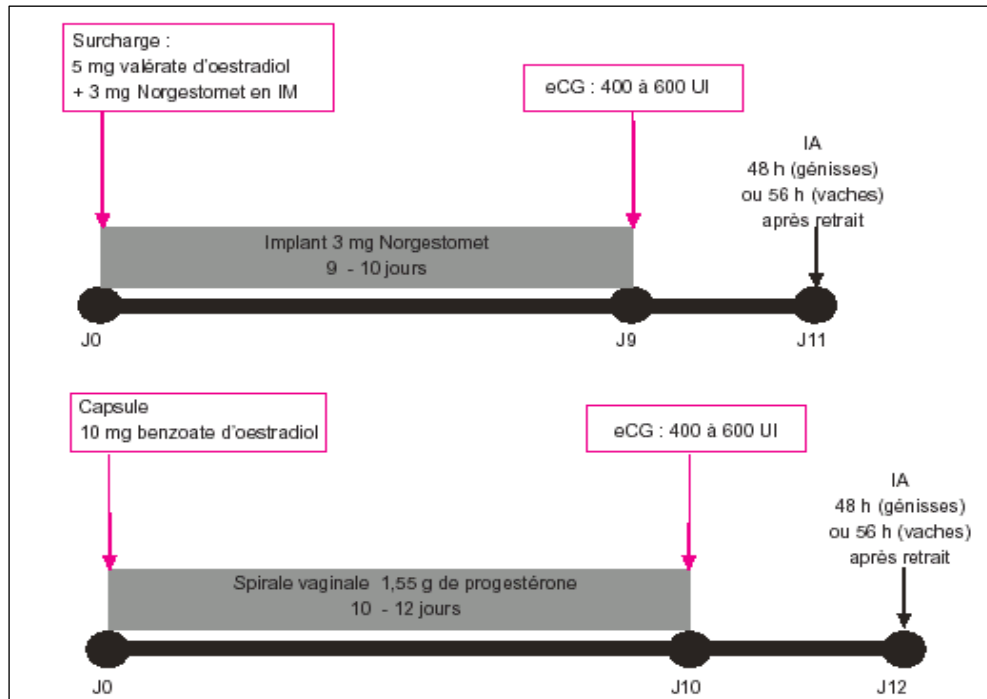 Surcharge :
5 mg valérate d'oestradiol
+ 3 mg Norgestomet en IM
eCG : 400 à 600 UI
IA
48 h (génisses)
ou 56 h (vaches)
après retrait
Implant 3 mg Norgestomet
9 - 10 jours
J0
J9
J11
Capsule
10 mg benzoate d'oestradiol
eCG : 400 à 600 UI
IA
48 h (génisses)
ou 56 h (vaches)
après retrait
Spirale vaginale 1,55 g de progestérone
10 - 12 jours
J0
J10
J12